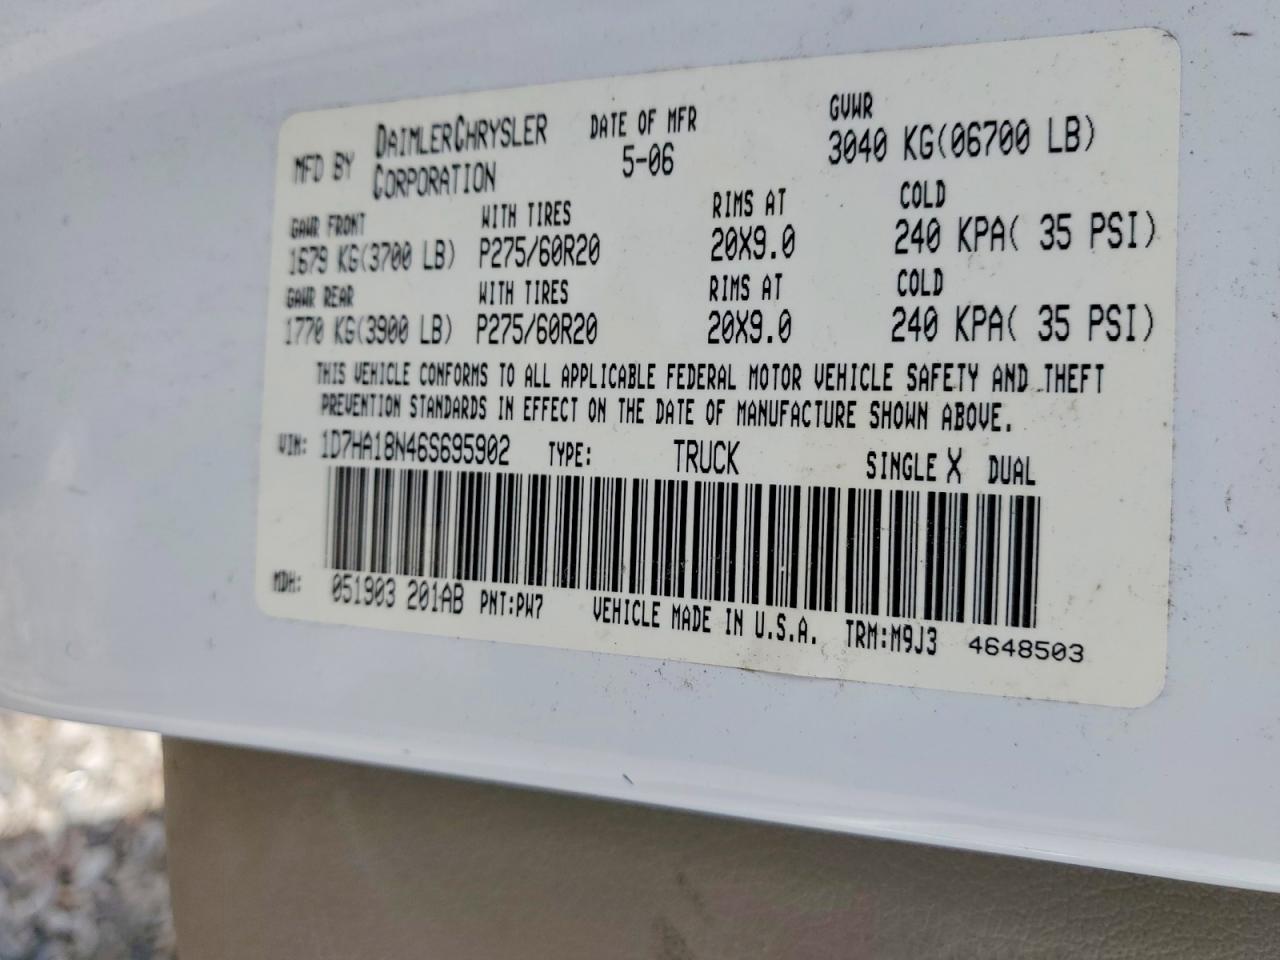 MFD BY DAIMLERCHRYSLER CORPORATION DATE OF MFR 5-06 GVWR 3040 KG(06700 LB)
GAWR FRONT WITH TIRES RIMS AT COLD
1679 KG(3700 LB) P275/60R20 20X9.0 240 KPA( 35 PSI)
GAWR REAR WITH TIRES RIMS AT COLD
1770 KG(3900 LB) P275/60R20 20X9.0 240 KPA( 35 PSI)
THIS VEHICLE CONFORMS TO ALL APPLICABLE FEDERAL MOTOR VEHICLE SAFETY AND THEFT
PREVENTION STANDARDS IN EFFECT ON THE DATE OF MANUFACTURE SHOWN ABOVE.
VIN: 1D7HA18N46S695902 TYPE: TRUCK SINGLE X DUAL
MDH: 051903 201AB PNT:PW7 VEHICLE MADE IN U.S.A. TRM:M9J3 4648503